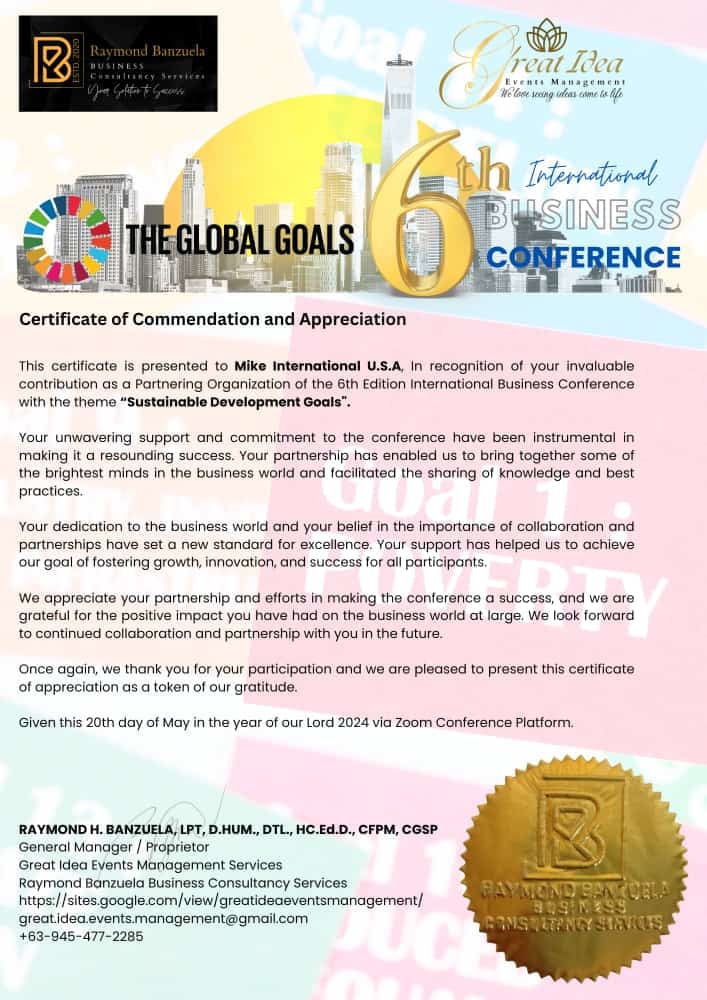 Raymond Banzuela
BUSINESS
Consultancy Services
Your Solution to Success
ESTD. 2020
Great Idea
Events Management
We love seeing ideas come to life
6th International
BUSINESS
CONFERENCE
THE GLOBAL GOALS
Certificate of Commendation and Appreciation
This certificate is presented to Mike International U.S.A, In recognition of your invaluable
contribution as a Partnering Organization of the 6th Edition International Business Conference
with the theme “Sustainable Development Goals".
Your unwavering support and commitment to the conference have been instrumental in
making it a resounding success. Your partnership has enabled us to bring together some of
the brightest minds in the business world and facilitated the sharing of knowledge and best
practices.
Your dedication to the business world and your belief in the importance of collaboration and
partnerships have set a new standard for excellence. Your support has helped us to achieve
our goal of fostering growth, innovation, and success for all participants.
We appreciate your partnership and efforts in making the conference a success, and we are
grateful for the positive impact you have had on the business world at large. We look forward
to continued collaboration and partnership with you in the future.
Once again, we thank you for your participation and we are pleased to present this certificate
of appreciation as a token of our gratitude.
Given this 20th day of May in the year of our Lord 2024 via Zoom Conference Platform.
RAYMOND H. BANZUELA, LPT, D.HUM., DTL., HC.Ed.D., CFPM, CGSP
General Manager / Proprietor
Great Idea Events Management Services
Raymond Banzuela Business Consultancy Services
https://sites.google.com/view/greatideaeventsmanagement/
great.idea.events.management@gmail.com
+63-945-477-2285
RAYMOND BANZUELA
BUSINESS
CONSULTANCY SERVICES
Goal 1 :
POVERTY